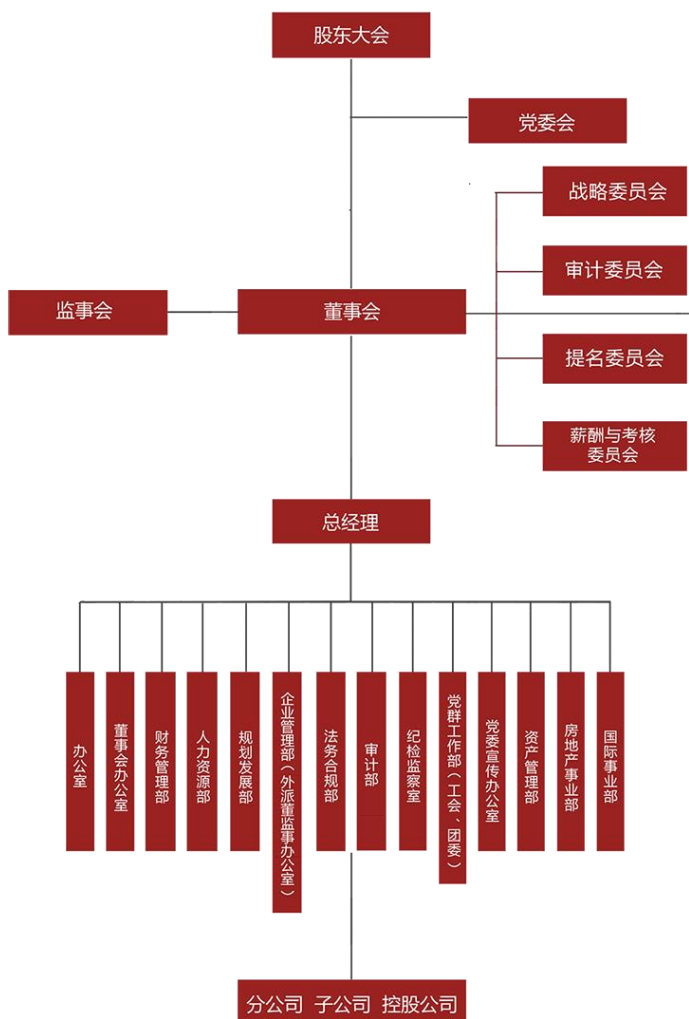 股东大会
党委会
战略委员会
审计委员会
监事会
董事会
提名委员会
薪酬与考核
委员会
总经理
办公室
董事会办公室
财务管理部
人力资源部
规划发展部
企业管理部（外派董监事办公室）
法务合规部
审计部
纪检监察室
党群工作部（工会、团委）
党委宣传办公室
资产管理部
房地产事业部
国际事业部
分公司 子公司 控股公司